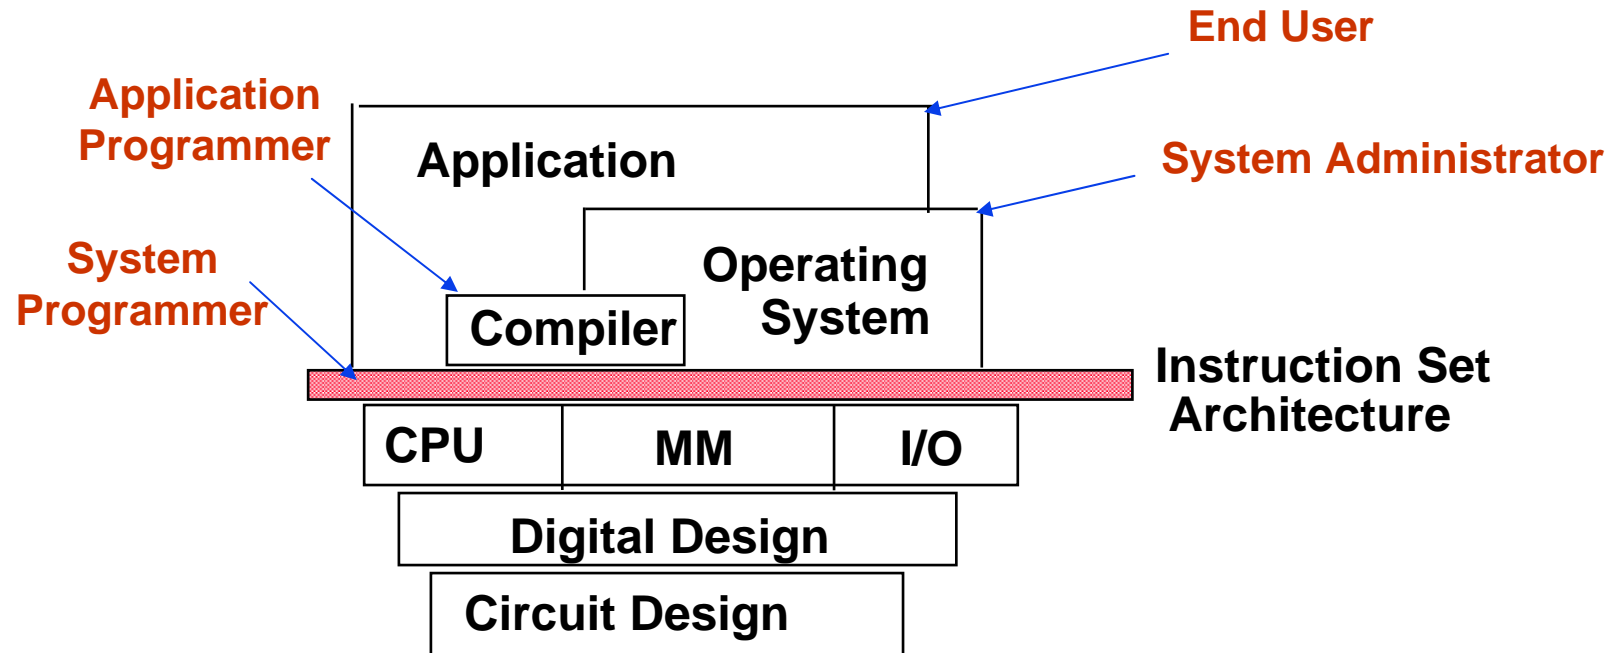 End User
Application
Programmer
Application
System Administrator
System
Programmer
Operating
System
Compiler
Instruction Set
Architecture
CPU
MM
I/O
Digital Design
Circuit Design